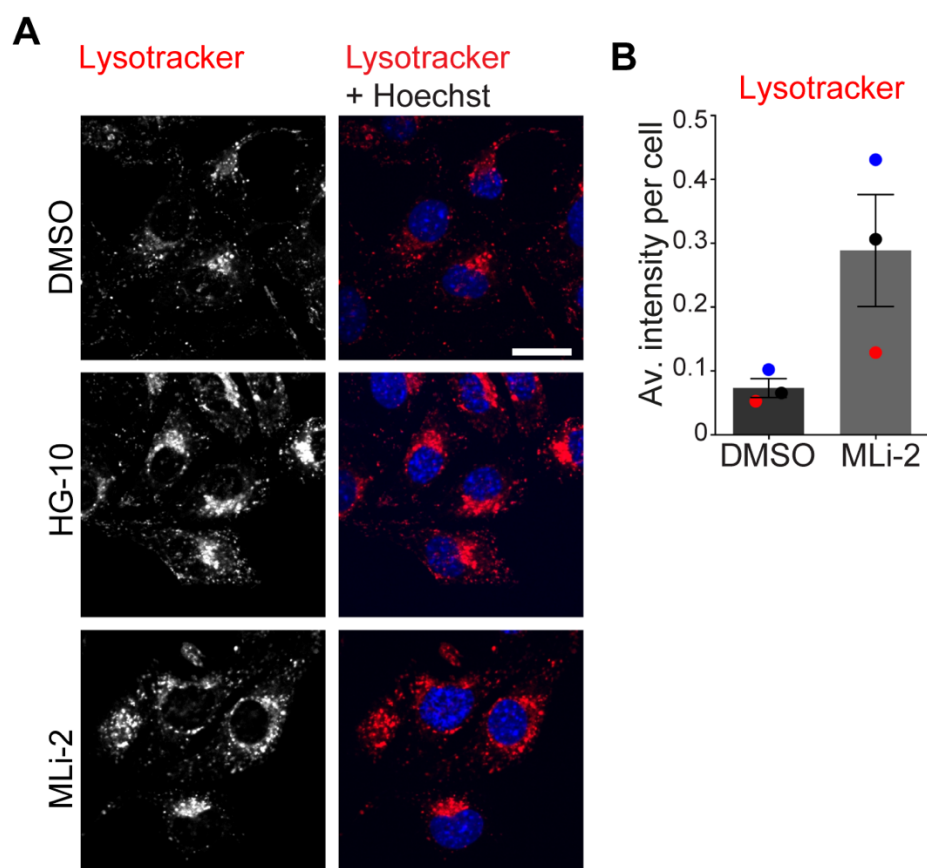 A
Lysotracker
Lysotracker
+ Hoechst
DMSO
HG-10
MLi-2
B
Lysotracker
Av. intensity per cell
0.5
0.4
0.3
0.2
0.1
0
DMSO
MLi-2